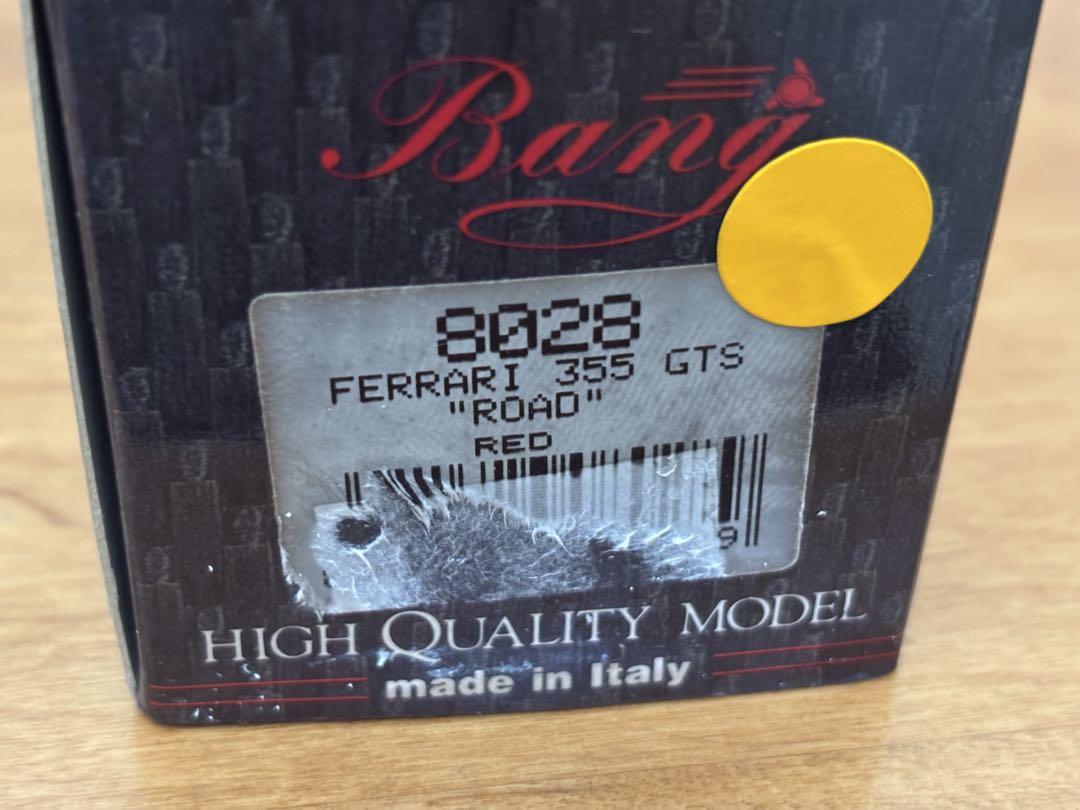 Bang
8028
FERRARI 355 GTS
"ROAD"
RED
9
HIGH QUALITY MODEL
made in Italy